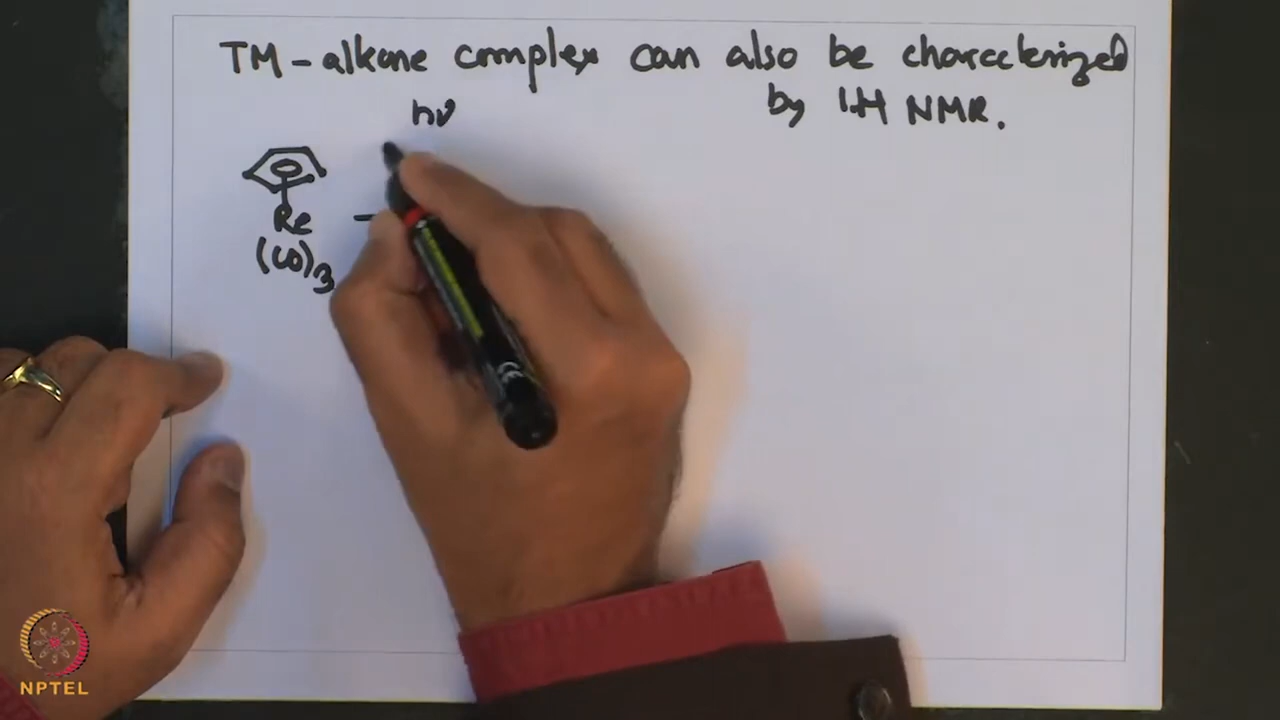 TM-alkane complex can also be characterized
by 1H NMR.
hν
Re
(CO)3
NPTEL